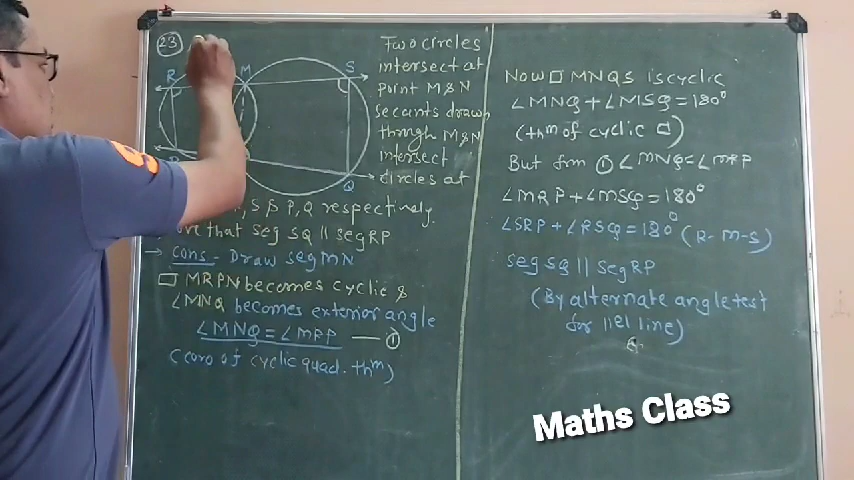 23
R M S
Q
Two circles
intersect at
point M & N
secants drawn
through M & N
intersect
circles at
S & P, Q respectively.
that seg SQ || seg RP
→ Cons - Draw seg MN
□ MRPN becomes cyclic &
∠MNQ becomes exterior angle
∠MNQ = ∠MRP — ①
(coro of cyclic quad. thm)
Now □ MNQS is cyclic
∠MNQ + ∠MSQ = 180°
(thm of cyclic □)
But frm ① ∠MNQ = ∠MRP
∠MRP + ∠MSQ = 180°
∠SRP + ∠RSQ = 180° (R-M-S)
seg SQ || seg RP
(By alternate angle test
for ||el line)
Maths Class